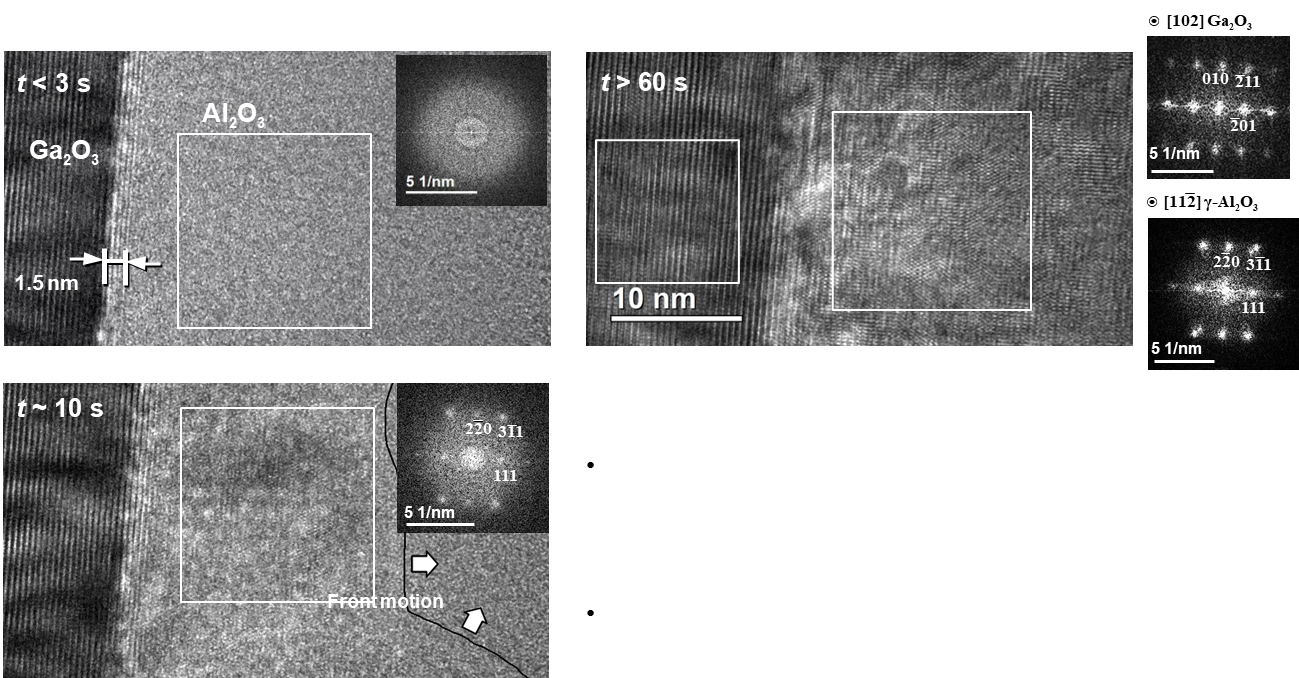 t < 3 s
Al₂O₃
Ga₂O₃
1.5 nm
5 1/nm
t > 60 s
10 nm
⊙ [102] Ga₂O₃
010 2̅11
2̅01
5 1/nm
⊙ [112̅] γ-Al₂O₃
22̅0 31̅1
111
5 1/nm
t ~ 10 s
22̅0 31̅1
111
5 1/nm
Front motion
•
•